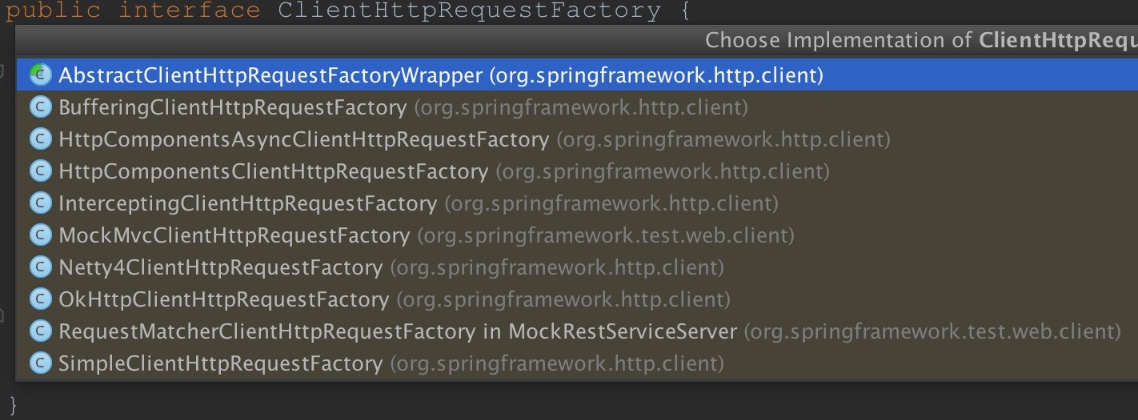 public interface ClientHttpRequestFactory {
Choose Implementation of ClientHttpRequ
AbstractClientHttpRequestFactoryWrapper (org.springframework.http.client)
BufferingClientHttpRequestFactory (org.springframework.http.client)
HttpComponentsAsyncClientHttpRequestFactory (org.springframework.http.client)
HttpComponentsClientHttpRequestFactory (org.springframework.http.client)
InterceptingClientHttpRequestFactory (org.springframework.http.client)
MockMvcClientHttpRequestFactory (org.springframework.test.web.client)
Netty4ClientHttpRequestFactory (org.springframework.http.client)
OkHttpClientHttpRequestFactory (org.springframework.http.client)
RequestMatcherClientHttpRequestFactory in MockRestServiceServer (org.springframework.test.web.client)
SimpleClientHttpRequestFactory (org.springframework.http.client)
}